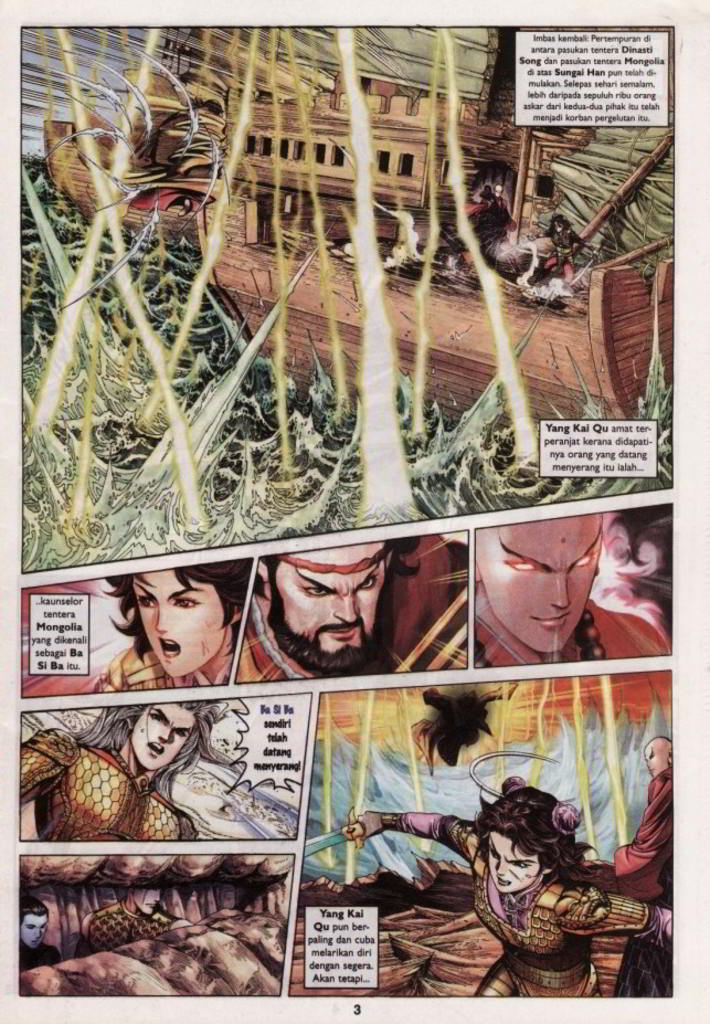 Imbas kembali: Pertempuran di
antara pasukan tentera Dinasti
Song dan pasukan tentera Mongolia
di atas Sungai Han pun telah di-
mulakan. Selepas sehari semalam,
lebih daripada sepuluh ribu orang
askar dari kedua-dua pihak itu telah
menjadi korban pergelutan itu.
Yang Kai Qu amat ter-
peranjat kerana didapati-
nya orang yang datang
menyerang itu ialah...
..kaunselor
tentera
Mongolia
yang dikenali
sebagai Ba
Si Ba itu.
Ba Si Ba
sendiri
telah
datang
menyerang!
Yang Kai
Qu pun ber-
paling dan cuba
melarikan diri
dengan segera.
Akan tetapi...
3